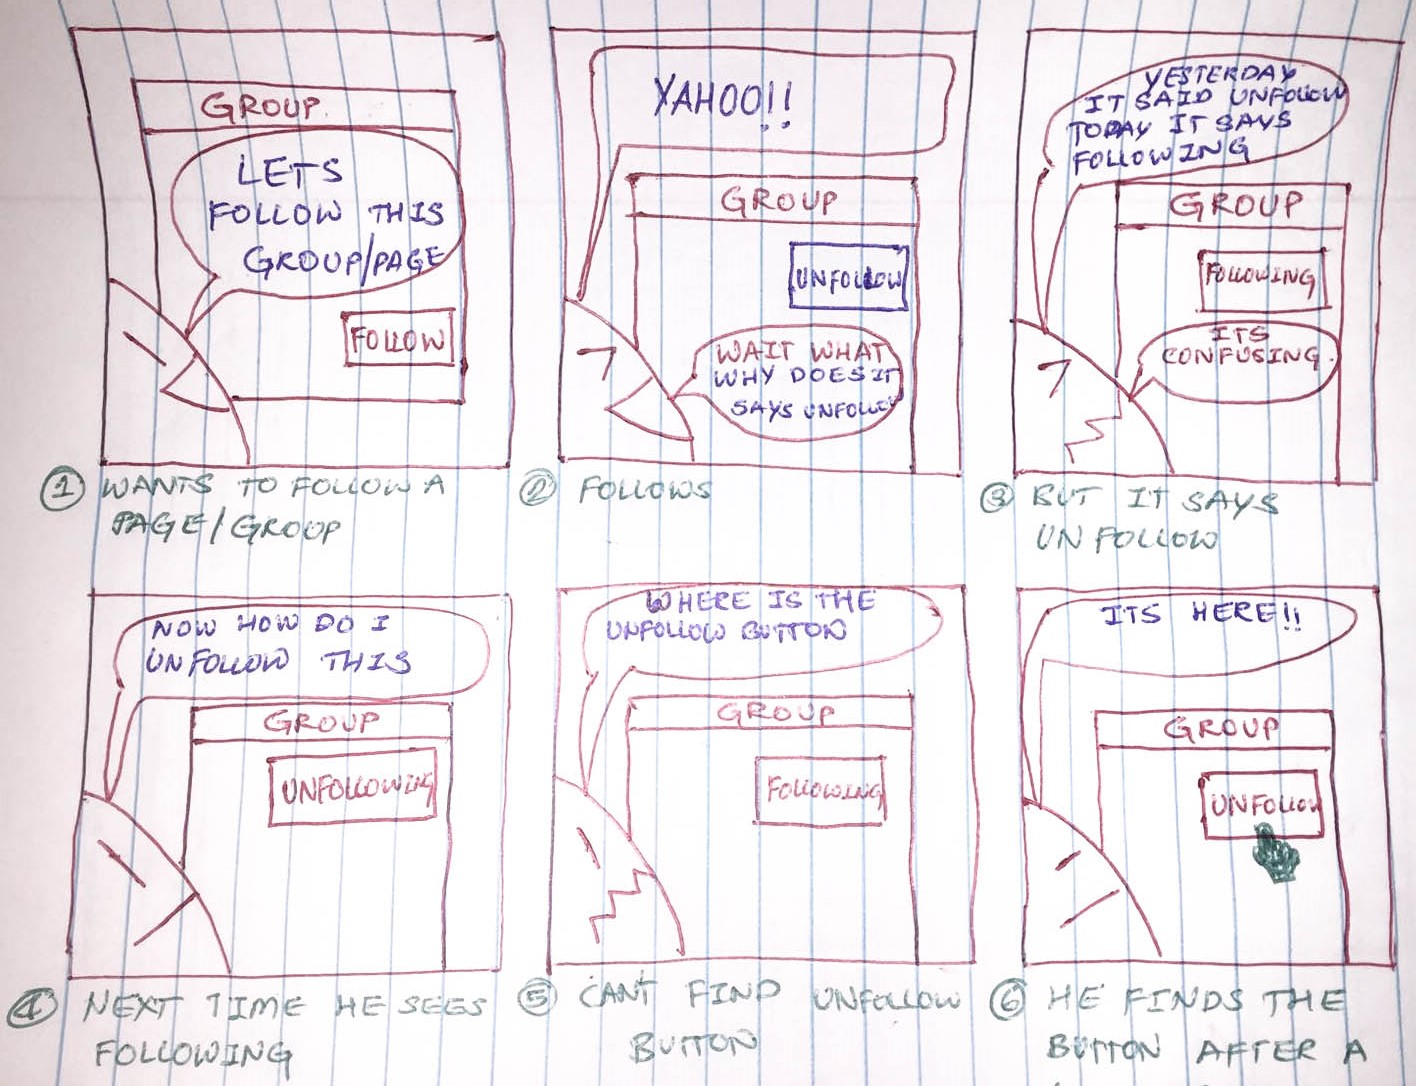 GROUP
LETS
FOLLOW THIS
GROUP/PAGE
FOLLOW
① WANTS TO FOLLOW A
PAGE/GROUP
YAHOO!!
GROUP
UNFOLLOW
WAIT WHAT
WHY DOES IT
SAYS UNFOLLOW
② FOLLOWS
YESTERDAY
IT SAID UNFOLLOW
TODAY IT SAYS
FOLLOWING
GROUP
FOLLOWING
ITS
CONFUSING.
③ BUT IT SAYS
UNFOLLOW
NOW HOW DO I
UNFOLLOW THIS
GROUP
UNFOLLOWING
④ NEXT TIME HE SEES
FOLLOWING
WHERE IS THE
UNFOLLOW BUTTON
GROUP
FOLLOWING
⑤ CAN'T FIND UNFOLLOW
BUTTON
ITS HERE!!
GROUP
UNFOLLOW
⑥ HE FINDS THE
BUTTON AFTER A